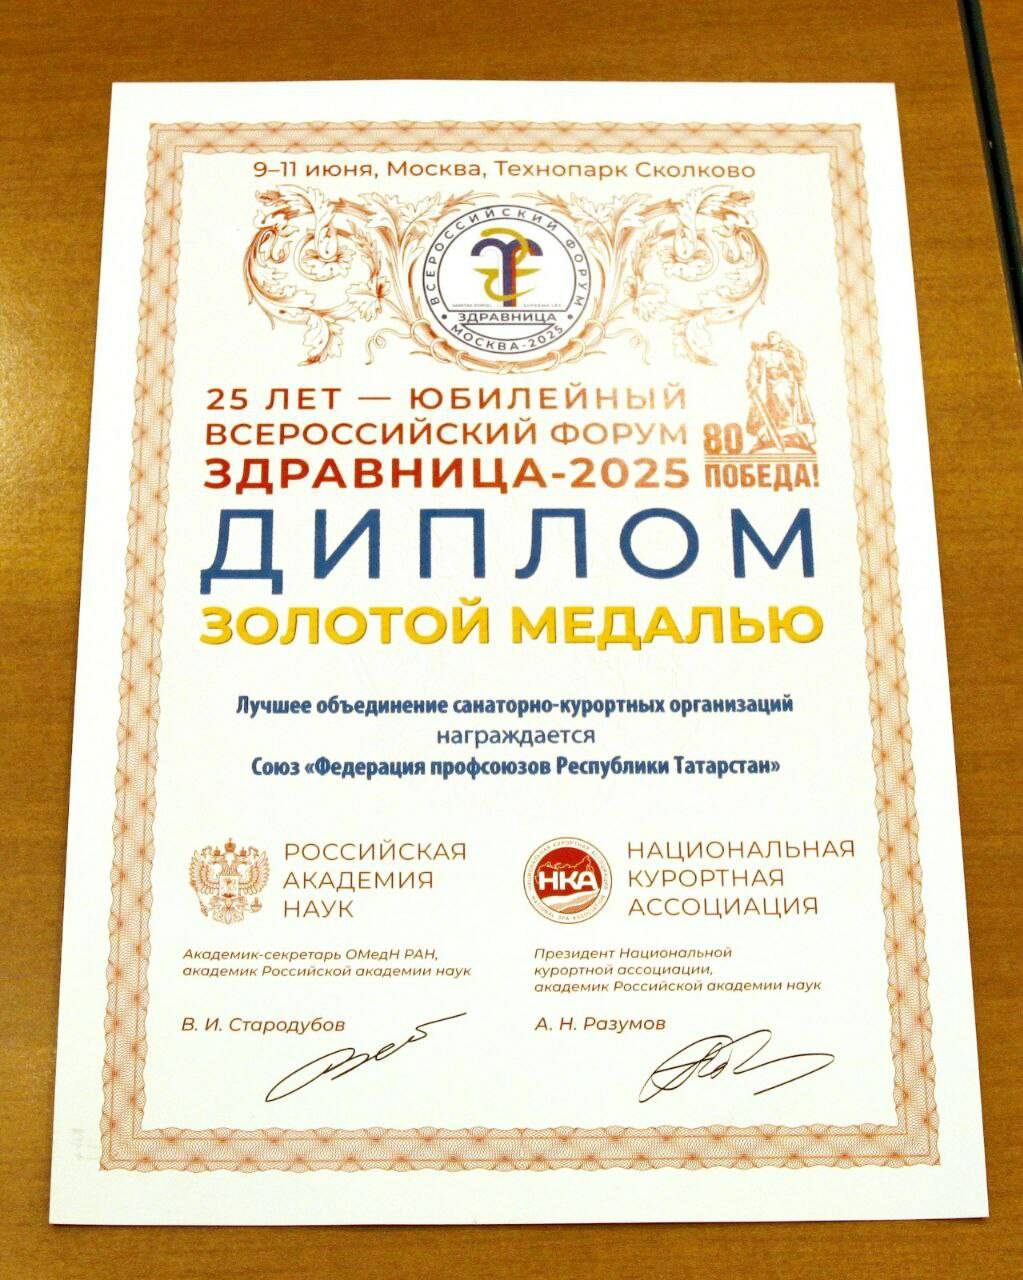 9–11 июня, Москва, Технопарк Сколково
ВСЕРОССИЙСКИЙ ФОРУМ
ЗДРАВНИЦА
МОСКВА-2025
25 ЛЕТ — ЮБИЛЕЙНЫЙ
ВСЕРОССИЙСКИЙ ФОРУМ
ЗДРАВНИЦА-2025
80
ПОБЕДА!
ДИПЛОМ
ЗОЛОТОЙ МЕДАЛЬЮ
Лучшее объединение санаторно-курортных организаций
награждается
Союз «Федерация профсоюзов Республики Татарстан»
РОССИЙСКАЯ
АКАДЕМИЯ
НАУК
НКА
НАЦИОНАЛЬНАЯ
КУРОРТНАЯ
АССОЦИАЦИЯ
Академик-секретарь ОМедН РАН,
академик Российской академии наук
В. И. Стародубов
Президент Национальной
курортной ассоциации,
академик Российской академии наук
А. Н. Разумов